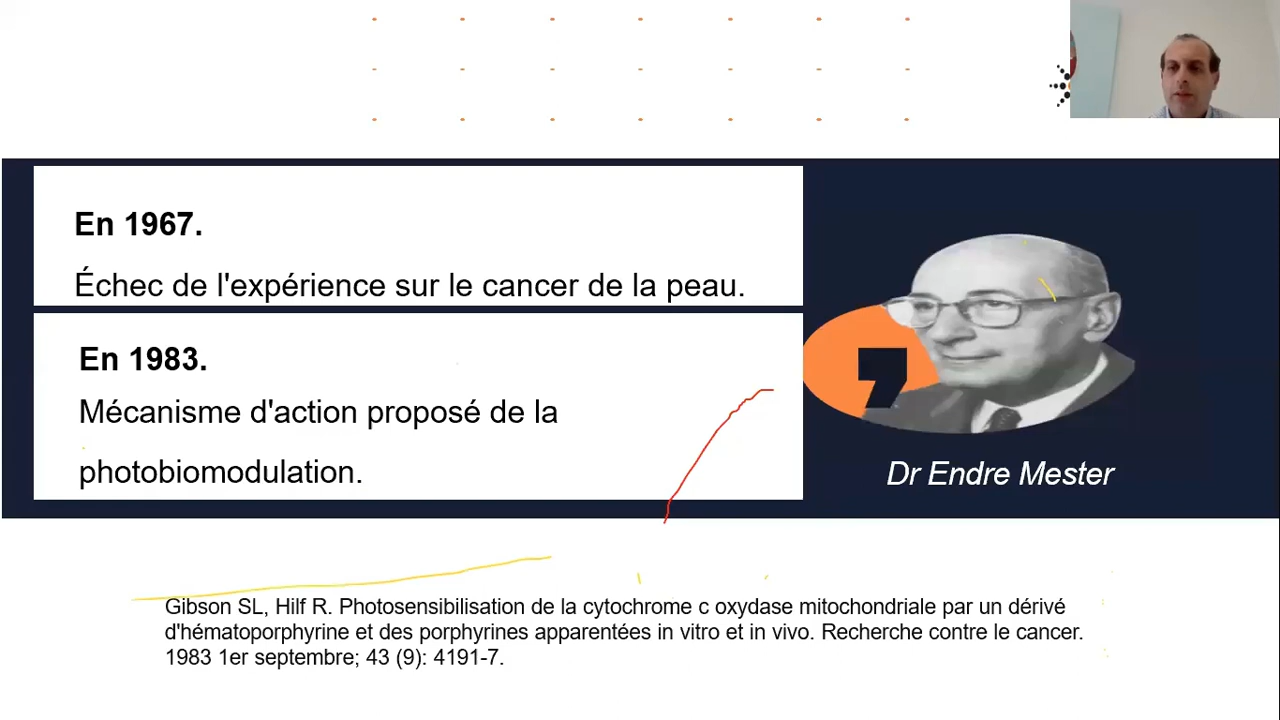 En 1967.
Échec de l'expérience sur le cancer de la peau.
En 1983.
Mécanisme d'action proposé de la
photobiomodulation.
Dr Endre Mester
Gibson SL, Hilf R. Photosensibilisation de la cytochrome c oxydase mitochondriale par un dérivé
d'hématoporphyrine et des porphyrines apparentées in vitro et in vivo. Recherche contre le cancer.
1983 1er septembre; 43 (9): 4191-7.